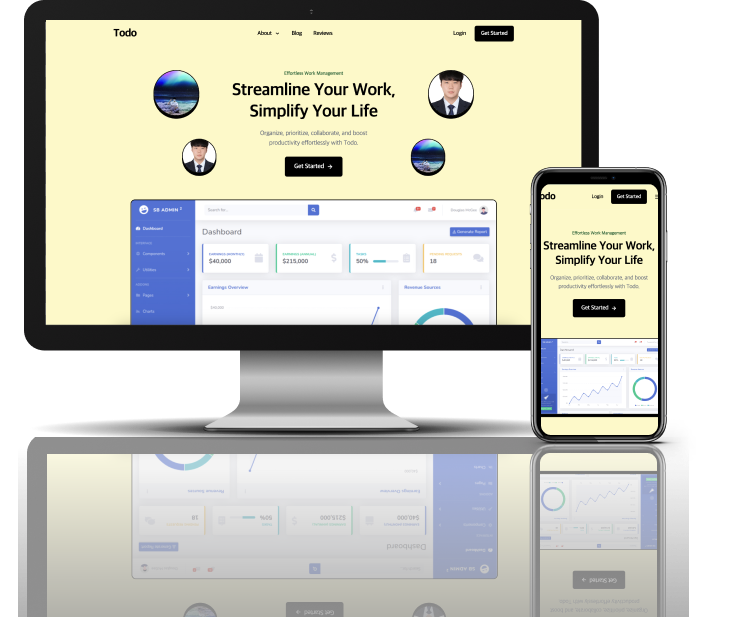 Todo
About
Blog
Reviews
Login
Get Started
Effortless Work Management
Streamline Your Work,
Simplify Your Life
Organize, prioritize, collaborate, and boost
productivity effortlessly with Todo.
Get Started →
SB ADMIN 2
Search for...
Douglas McGee
Dashboard
Dashboard
Generate Report
Components
Utilities
Pages
Charts
EARNINGS (MONTHLY)
$40,000
EARNINGS (ANNUAL)
$215,000
TASKS
50%
PENDING REQUESTS
18
Earnings Overview
Revenue Sources
odo
Login
Get Started
Effortless Work Management
Streamline Your Work,
Simplify Your Life
Organize, prioritize, collaborate, and boost
productivity effortlessly with Todo.
Get Started →
Dashboard